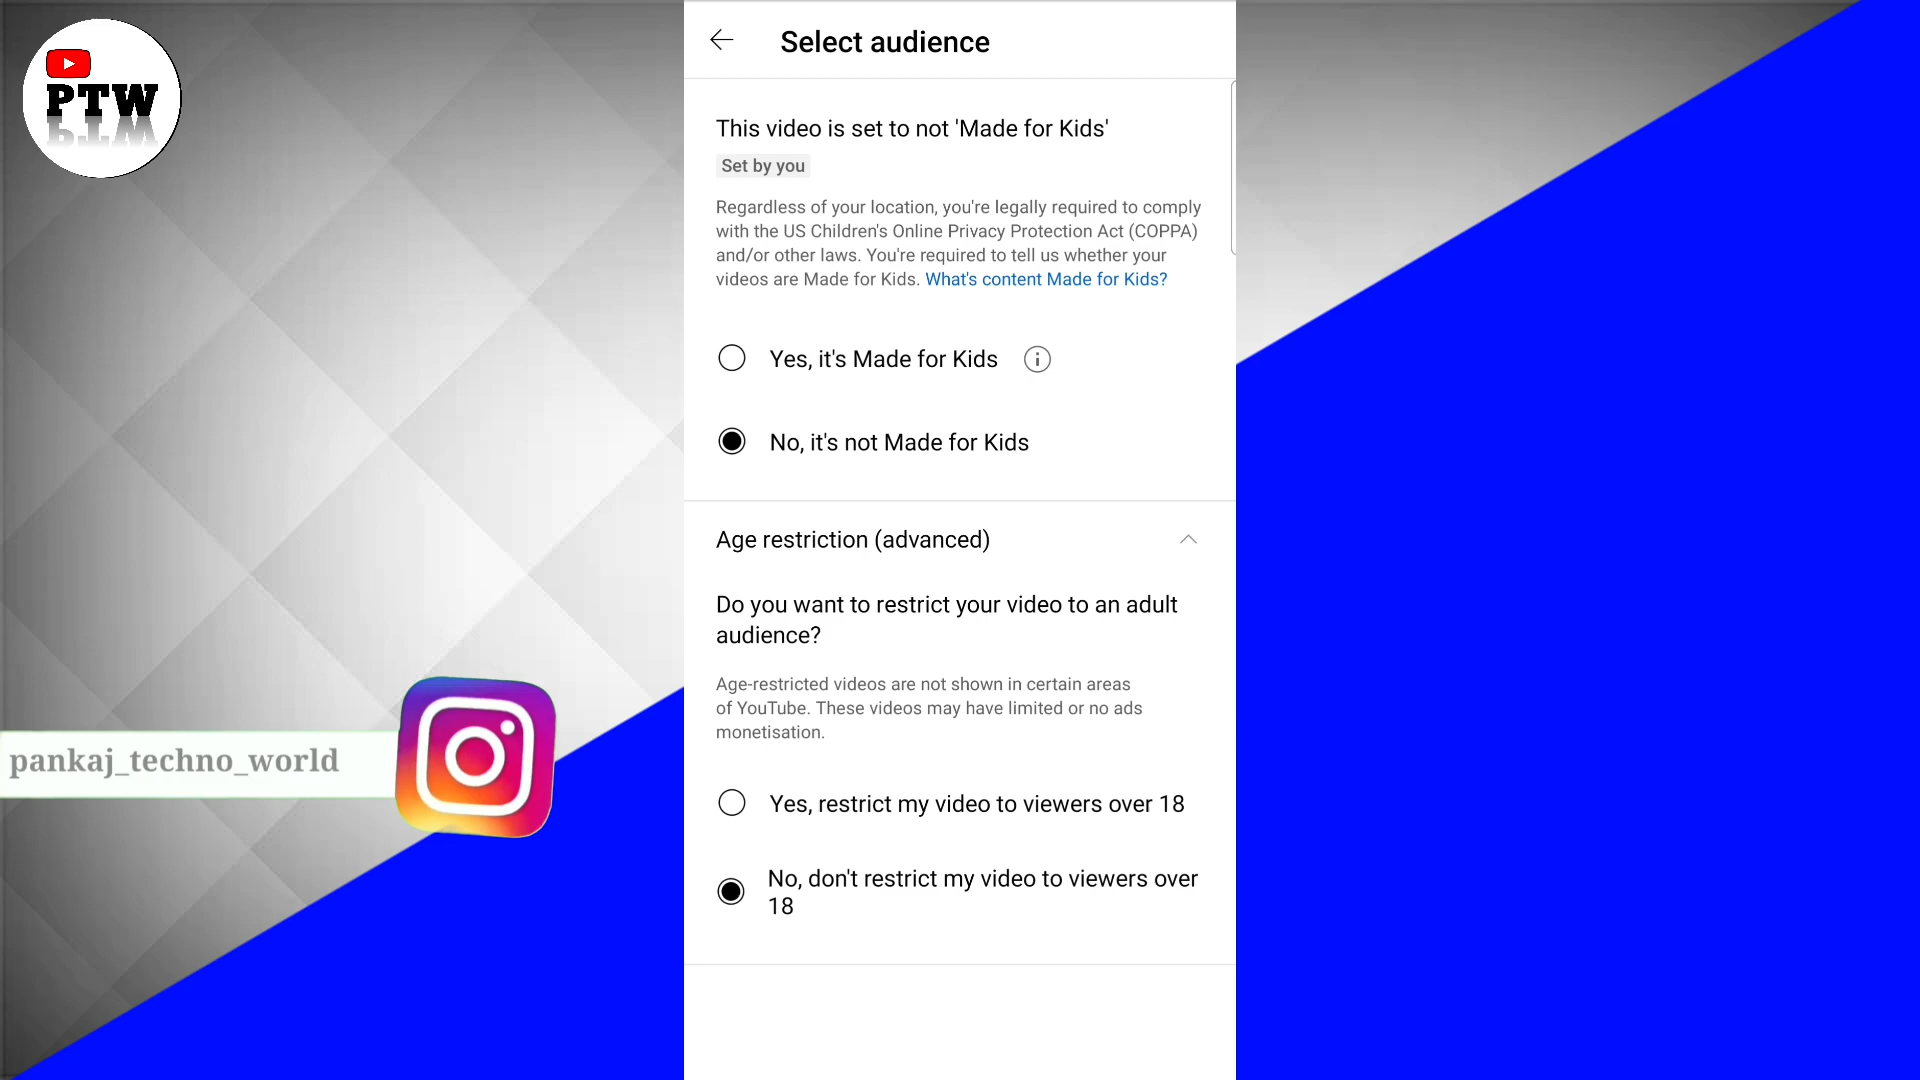 PTW
Select audience
This video is set to not 'Made for Kids'
Set by you
Regardless of your location, you're legally required to comply
with the US Children's Online Privacy Protection Act (COPPA)
and/or other laws. You're required to tell us whether your
videos are Made for Kids. What's content Made for Kids?
Yes, it's Made for Kids
No, it's not Made for Kids
Age restriction (advanced)
Do you want to restrict your video to an adult
audience?
Age-restricted videos are not shown in certain areas
of YouTube. These videos may have limited or no ads
monetisation.
Yes, restrict my video to viewers over 18
No, don't restrict my video to viewers over
18
pankaj_techno_world